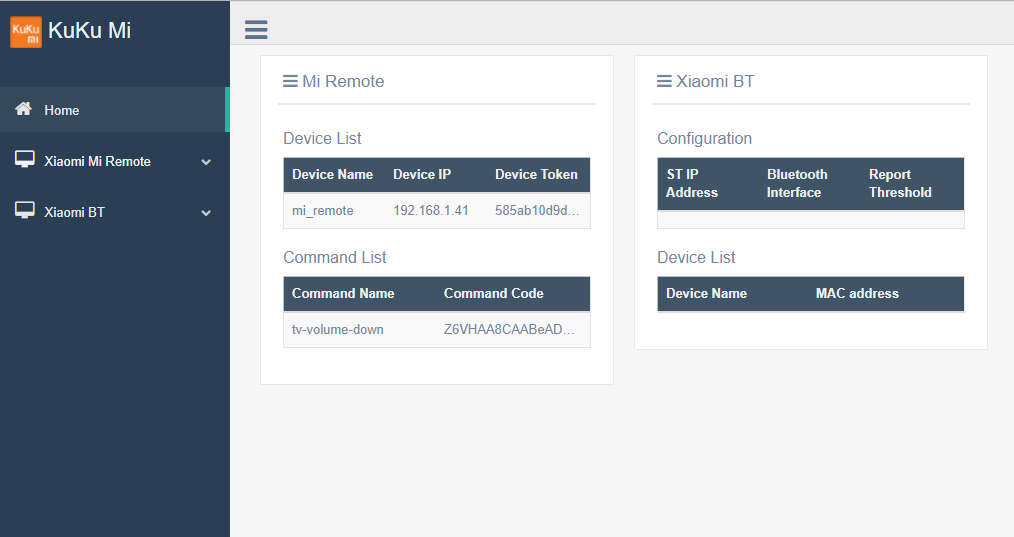 KuKu
mi
KuKu Mi
Home
Xiaomi Mi Remote
Xiaomi BT
Mi Remote
Device List
Device Name Device IP Device Token
mi_remote 192.168.1.41 585ab10d9d...
Command List
Command Name Command Code
tv-volume-down Z6VHAA8CAABeAD...
Xiaomi BT
Configuration
ST IP Bluetooth Report
Address Interface Threshold
Device List
Device Name MAC address